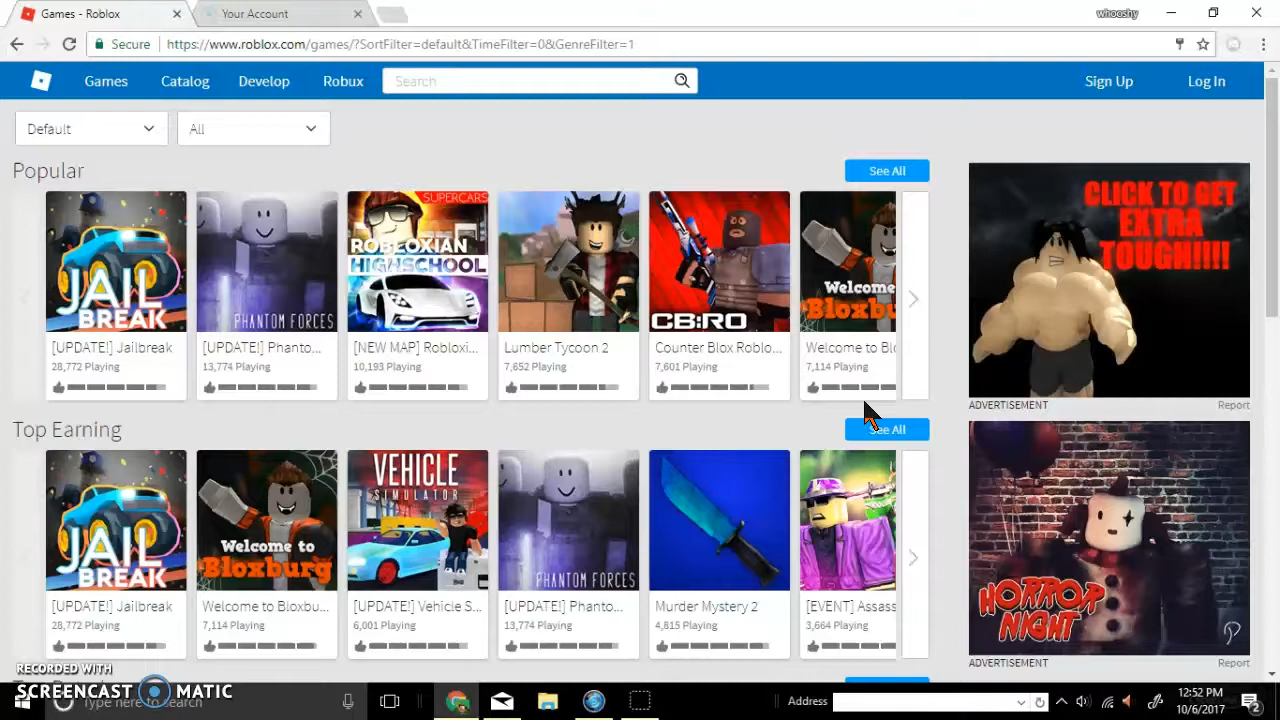 Games - Roblox
Your Account
whooshy
Secure
https://www.roblox.com/games/?SortFilter=default&TimeFilter=0&GenreFilter=1
Games
Catalog
Develop
Robux
Search
Sign Up
Log In
Default
All
Popular
See All
JAIL BREAK
PHANTOM FORCES
SUPERCARS
ROBLOXIAN
HIGHSCHOOL
CB:RO
Welcome
Bloxbu
[UPDATE!] Jailbreak
[UPDATE!] Phanto...
[NEW MAP] Robloxi...
Lumber Tycoon 2
Counter Blox Roblo...
Welcome to Blo
28,772 Playing
13,774 Playing
10,193 Playing
7,652 Playing
7,601 Playing
7,114 Playing
CLICK TO GET
EXTRA
TOUGH!!!!
ADVERTISEMENT
Report
Top Earning
See All
JAIL BREAK
Welcome to
Bloxburg
VEHICLE
SIMULATOR
PHANTOM FORCES
[UPDATE!] Jailbreak
Welcome to Bloxbu...
[UPDATE!] Vehicle S...
[UPDATE!] Phanto...
Murder Mystery 2
[EVENT] Assass
28,772 Playing
7,114 Playing
6,001 Playing
13,774 Playing
4,815 Playing
3,664 Playing
HORROR
NIGHT
ADVERTISEMENT
Report
RECORDED WITH
SCREENCAST MATIC
Type here to search
Address
12:52 PM
10/6/2017
2